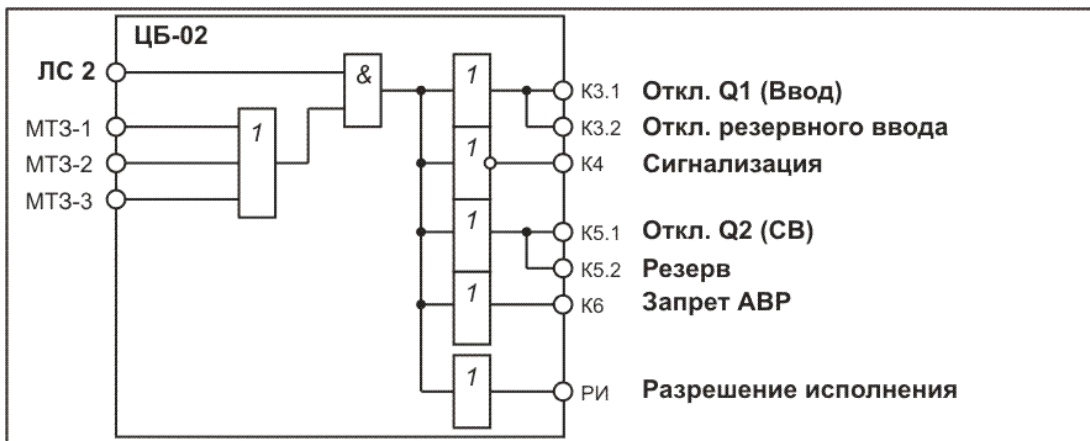 ЦБ-02
ЛС 2
МТЗ-1
МТЗ-2
МТЗ-3
1
&
1
К3.1 Откл. Q1 (Ввод)
К3.2 Откл. резервного ввода
1
К4 Сигнализация
1
К5.1 Откл. Q2 (СВ)
К5.2 Резерв
1
К6 Запрет АВР
1
РИ Разрешение исполнения